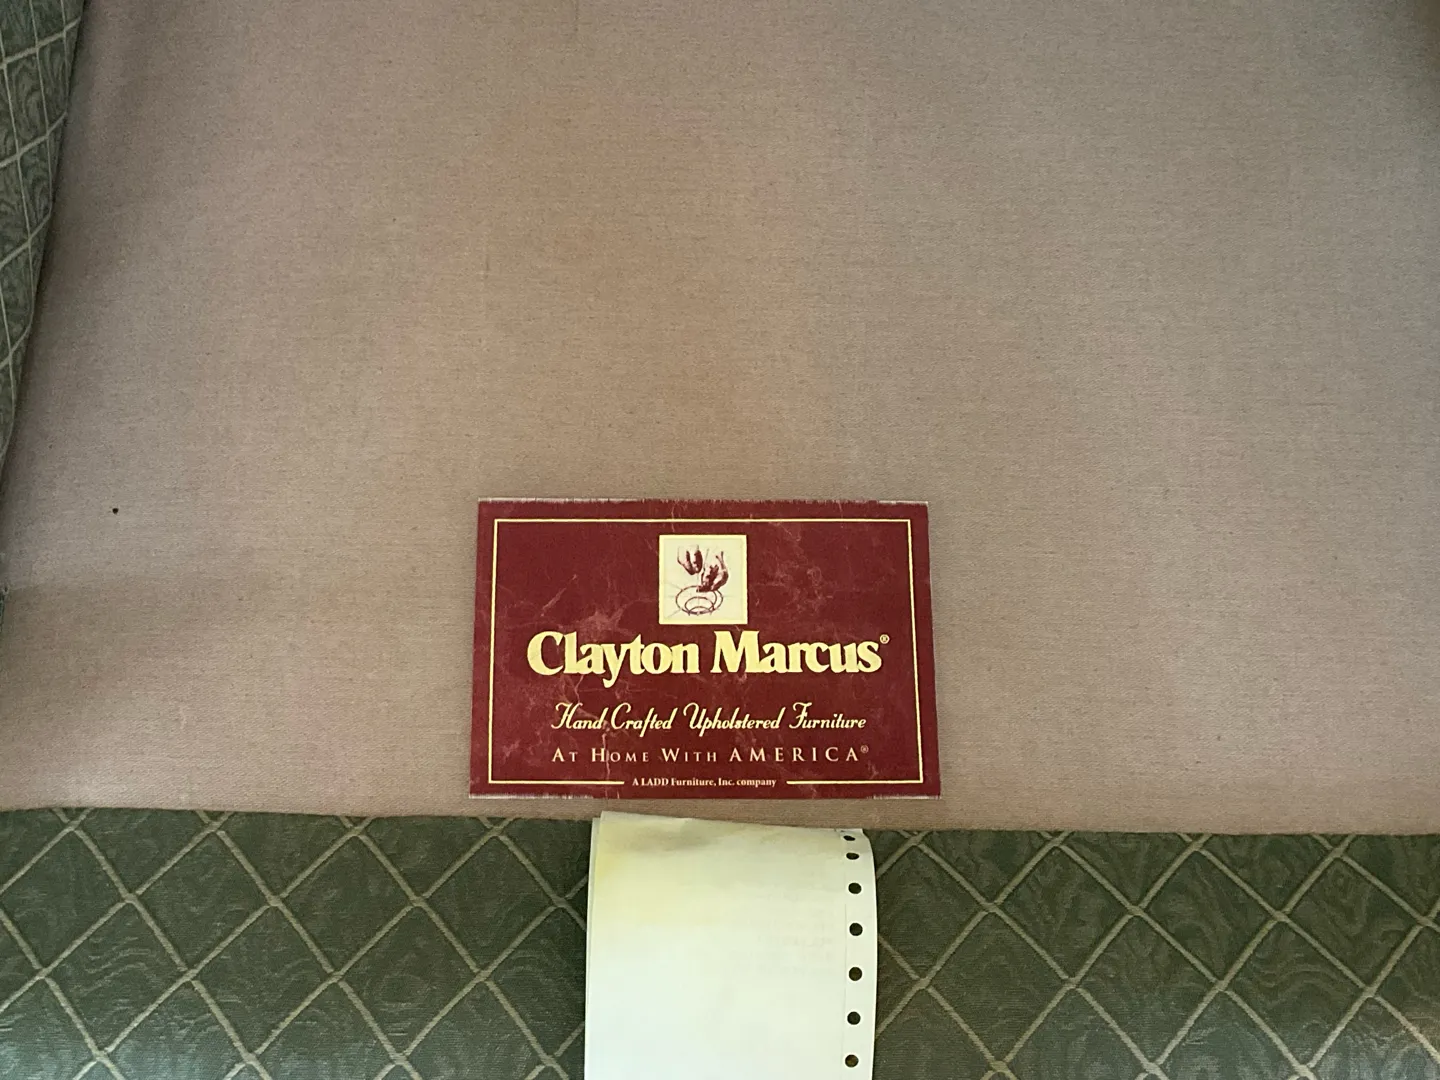 Clayton Marcus®
Hand Crafted Upholstered Furniture
AT HOME WITH AMERICA®
A LADD Furniture, Inc. company